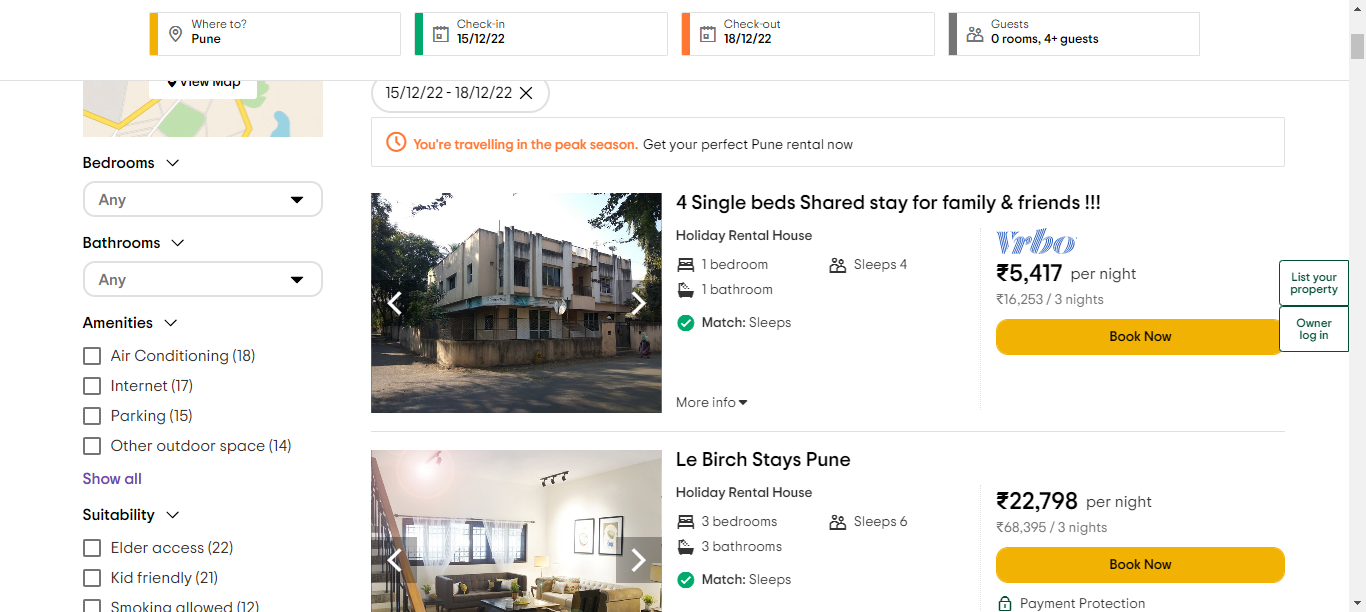 Where to?
Pune
Check-in
15/12/22
Check-out
18/12/22
Guests
0 rooms, 4+ guests
View Map
15/12/22 - 18/12/22
You're travelling in the peak season. Get your perfect Pune rental now
Bedrooms
Any
Bathrooms
Any
Amenities
Air Conditioning (18)
Internet (17)
Parking (15)
Other outdoor space (14)
Show all
Suitability
Elder access (22)
Kid friendly (21)
Smoking allowed (12)
4 Single beds Shared stay for family & friends !!!
Holiday Rental House
1 bedroom
Sleeps 4
1 bathroom
Match: Sleeps
More info
Vrbo
₹5,417 per night
₹16,253 / 3 nights
Book Now
List your
property
Owner
log in
Le Birch Stays Pune
Holiday Rental House
3 bedrooms
Sleeps 6
3 bathrooms
Match: Sleeps
₹22,798 per night
₹68,395 / 3 nights
Book Now
Payment Protection